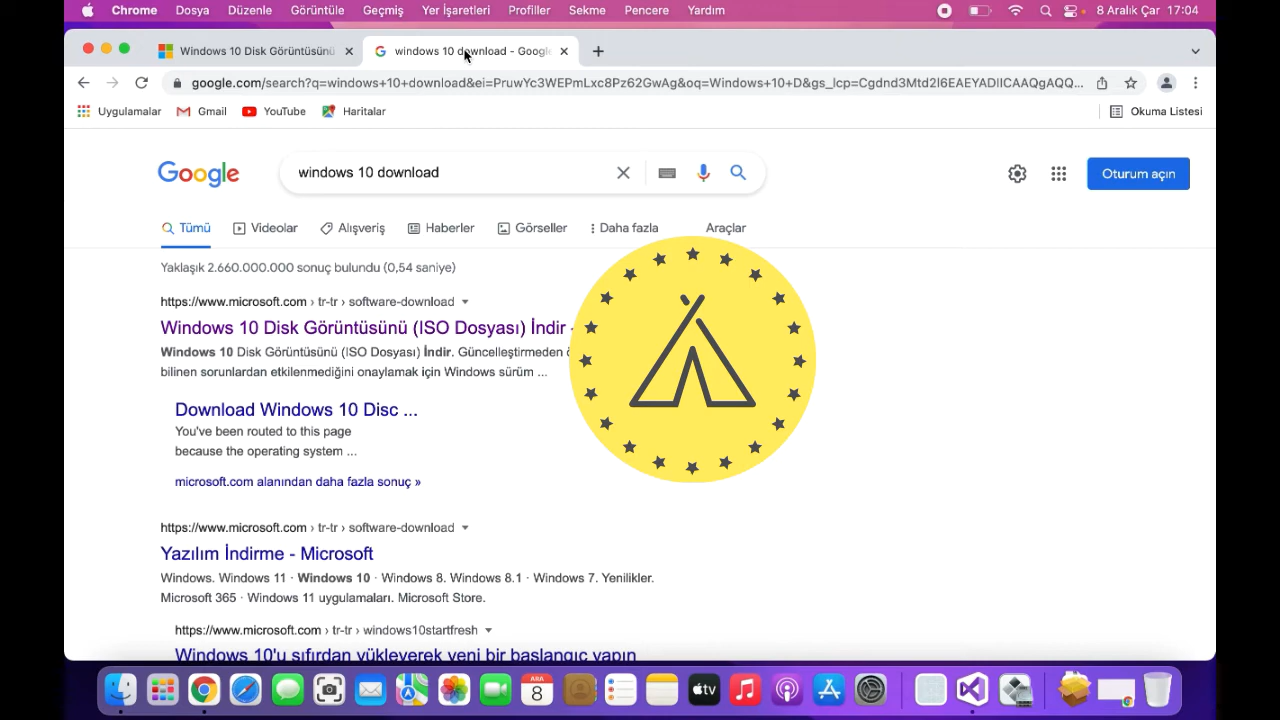 Chrome Dosya Düzenle Görüntüle Geçmiş Yer İşaretleri Profiller Sekme Pencere Yardım 8 Aralık Çar 17:04
Windows 10 Disk Görüntüsünü
windows 10 download - Google
google.com/search?q=windows+10+download&ei=PruwYc3WEPmLxc8Pz62GwAg&oq=Windows+10+D&gs_lcp=Cgdnd3Mtd2l6EAEYADIICAAQgAQQ...
Uygulamalar Gmail YouTube Haritalar Okuma Listesi
Google windows 10 download Oturum açın
Tümü Videolar Alışveriş Haberler Görseller Daha fazla Araçlar
Yaklaşık 2.660.000.000 sonuç bulundu (0,54 saniye)
https://www.microsoft.com › tr-tr › software-download
Windows 10 Disk Görüntüsünü (ISO Dosyası) İndir -
Windows 10 Disk Görüntüsünü (ISO Dosyası) İndir. Güncelleştirmeden
bilinen sorunlardan etkilenmediğini onaylamak için Windows sürüm ...
Download Windows 10 Disc ...
You've been routed to this page
because the operating system ...
microsoft.com alanından daha fazla sonuç »
https://www.microsoft.com › tr-tr › software-download
Yazılım İndirme - Microsoft
Windows. Windows 11 · Windows 10 · Windows 8. Windows 8.1 · Windows 7. Yenilikler.
Microsoft 365 · Windows 11 uygulamaları. Microsoft Store.
https://www.microsoft.com › tr-tr › windows10startfresh
Windows 10'u sıfırdan yükleyerek yeni bir başlangıç yapın
ARA
8
tv